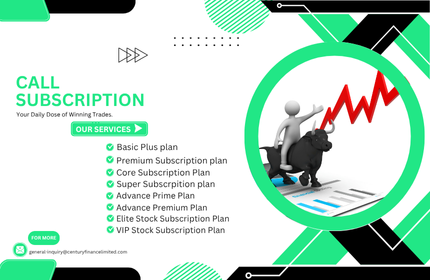 CALL
SUBSCRIPTION
Your Daily Dose of Winning Trades.
OUR SERVICES
Basic Plus plan
Premium Subscription plan
Core Subscription Plan
Super Subscrpition plan
Advance Prime Plan
Advance Premium Plan
Elite Stock Subscription Plan
VIP Stock Subscription Plan
FOR MORE
general-inquiry@centuryfinancelimited.com